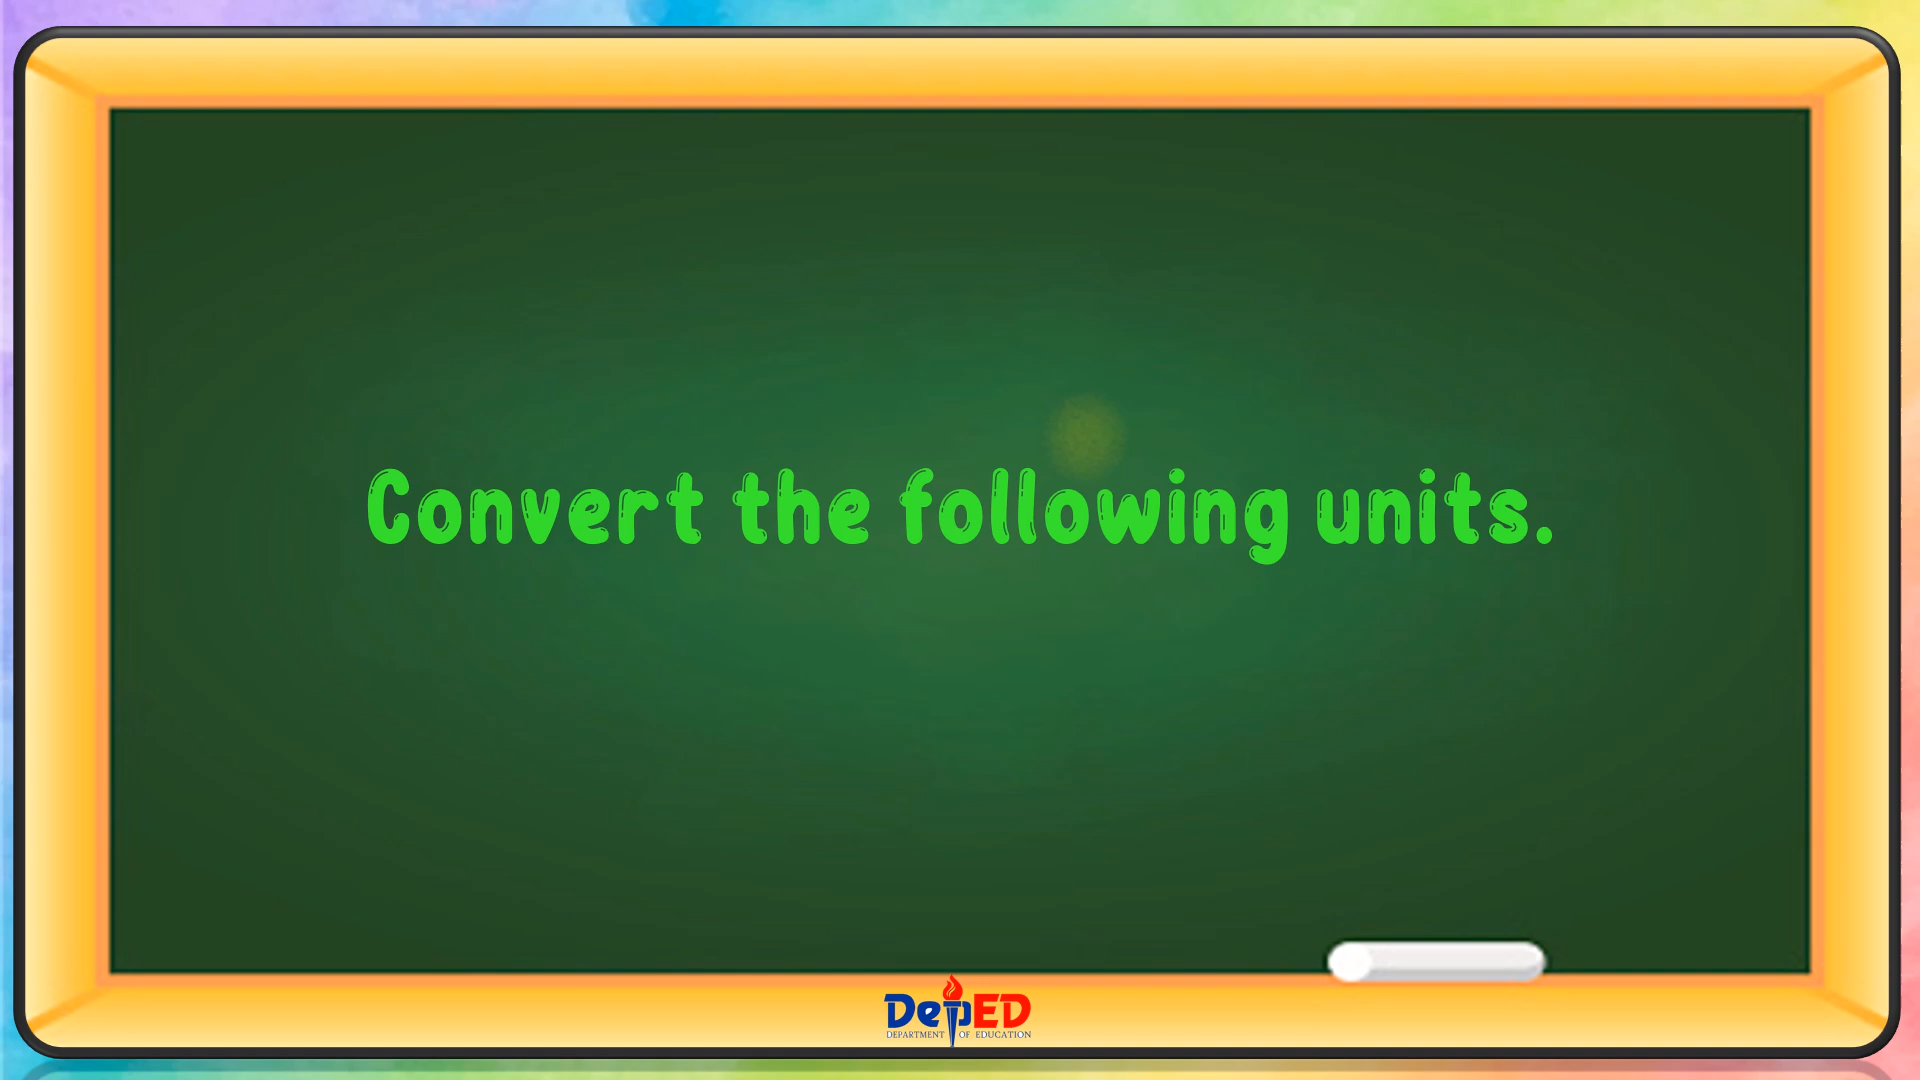 Convert the following units.
DepED
DEPARTMENT OF EDUCATION